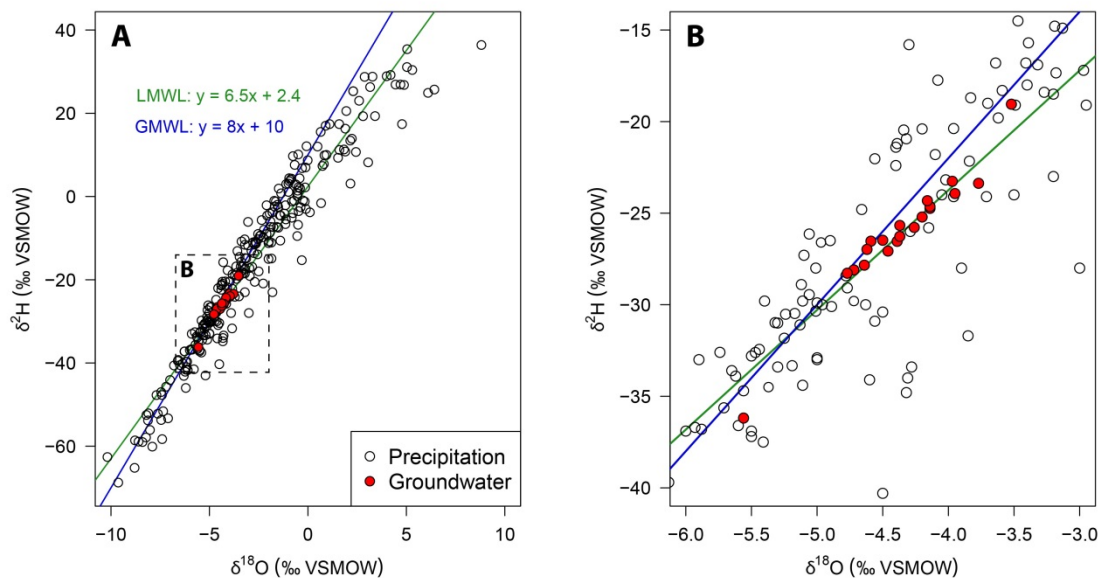 A
40
20
0
−20
−40
−60
δ²H (‰ VSMOW)
LMWL: y = 6.5x + 2.4
GMWL: y = 8x + 10
B
Precipitation
Groundwater
−10 −5 0 5 10
δ¹⁸O (‰ VSMOW)
B
−15
−20
−25
−30
−35
−40
δ²H (‰ VSMOW)
−6.0 −5.5 −5.0 −4.5 −4.0 −3.5 −3.0
δ¹⁸O (‰ VSMOW)